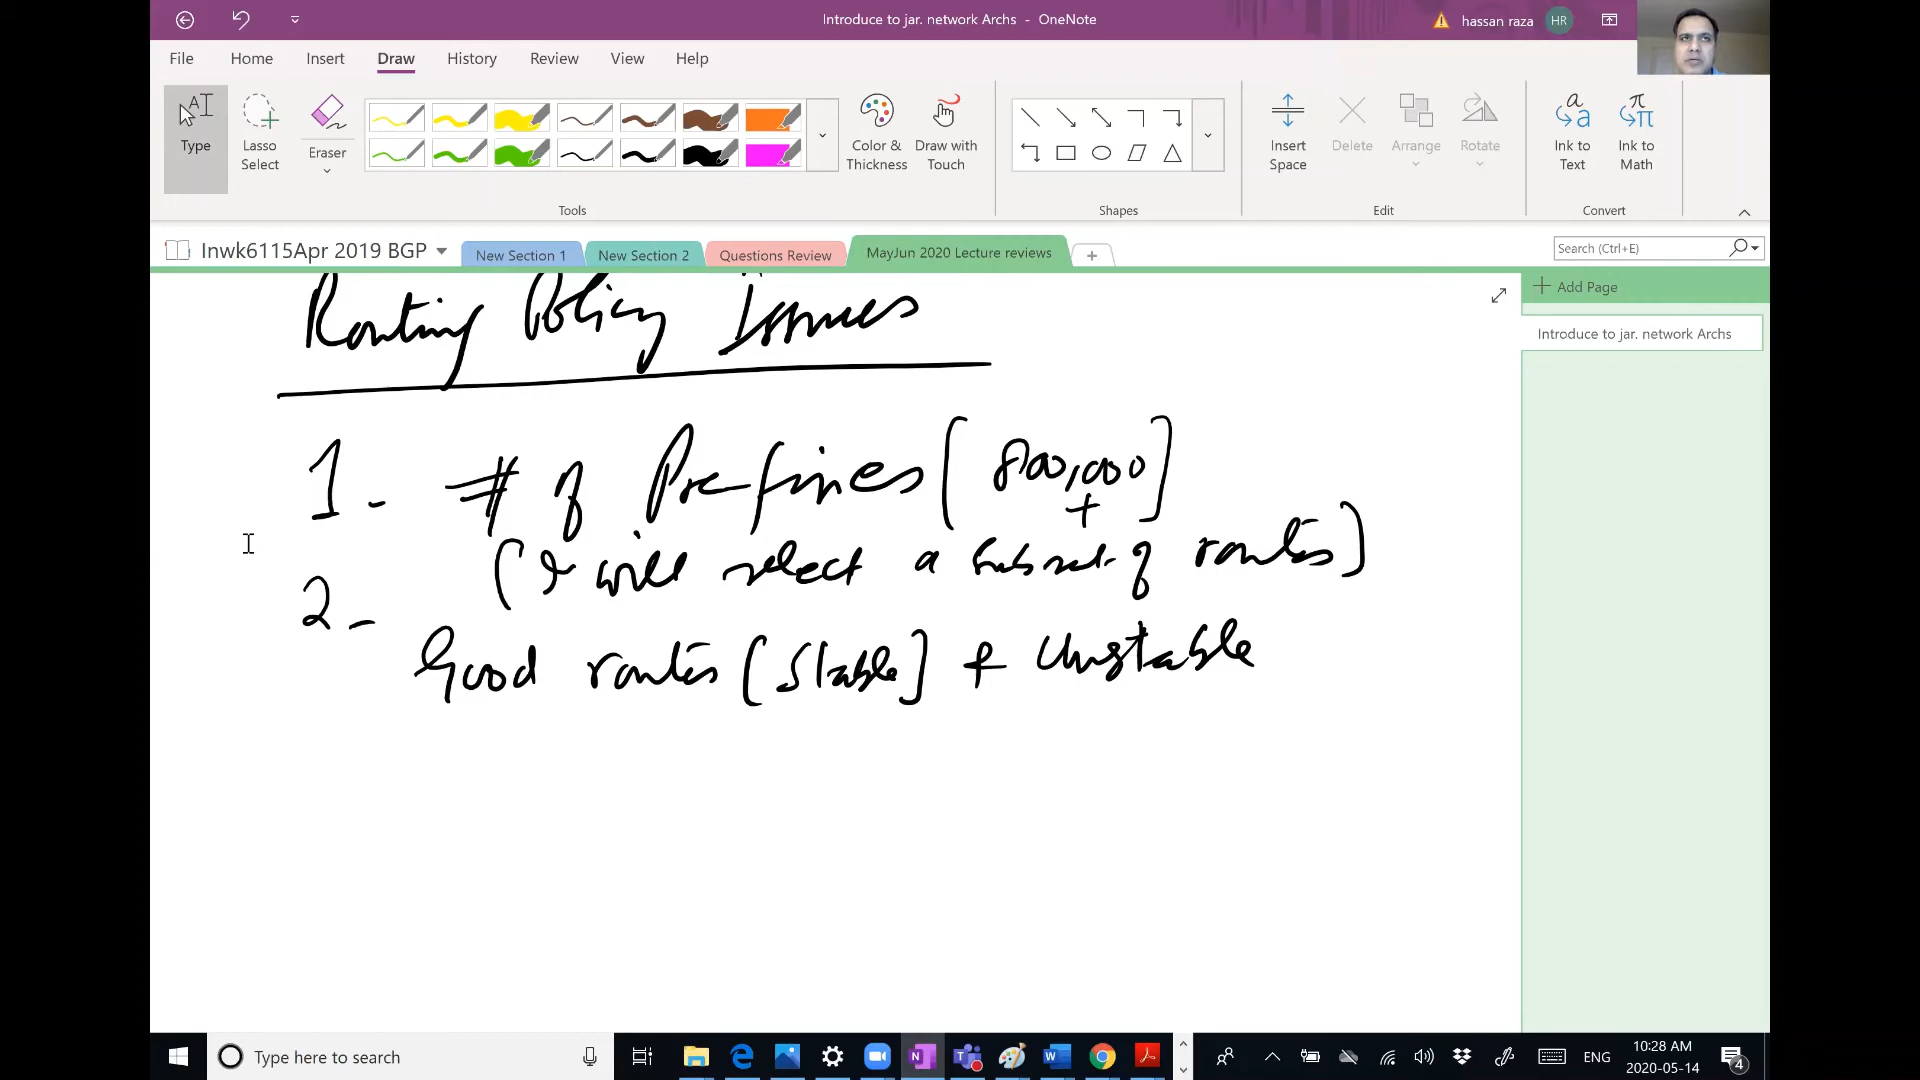 Introduce to jar. network Archs - OneNote
hassan raza HR
File Home Insert Draw History Review View Help
Type
Lasso Select
Eraser
Color & Thickness
Draw with Touch
Insert Space
Delete
Arrange
Rotate
Ink to Text
Ink to Math
Tools Shapes Edit Convert
Inwk6115Apr 2019 BGP New Section 1 New Section 2 Questions Review MayJun 2020 Lecture reviews + Search (Ctrl+E)
+ Add Page
Introduce to jar. network Archs
Routing Policy Issues
1- # of Prefixes [800,000+]
(I will select a subset of routes)
2-
Good routes [Stable] + Unstable
Type here to search
ENG
10:28 AM
2020-05-14
4